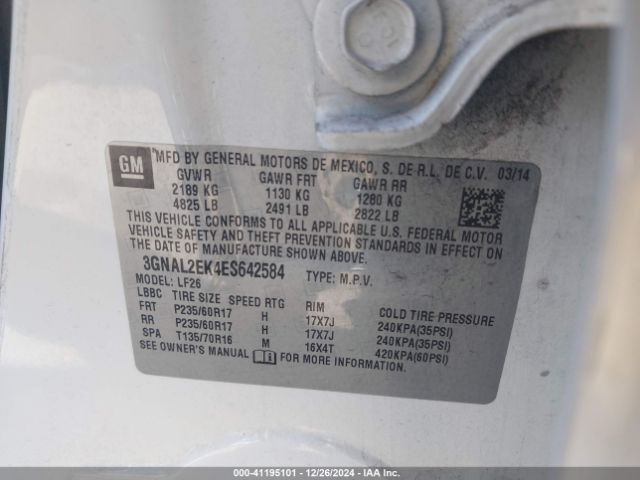 GM
MFD BY GENERAL MOTORS DE MEXICO, S. DE R.L. DE C.V. 03/14
GVWR GAWR FRT GAWR RR
2189 KG 1130 KG 1280 KG
4825 LB 2491 LB 2822 LB
THIS VEHICLE CONFORMS TO ALL APPLICABLE U.S. FEDERAL MOTOR
VEHICLE SAFETY AND THEFT PREVENTION STANDARDS IN EFFECT ON
THE DATE OF MANUFACTURE SHOWN ABOVE.
3GNAL2EK4ES642584 TYPE: M.P.V.
MODEL: LF26
LBBC TIRE SIZE SPEED RTG RIM COLD TIRE PRESSURE
FRT P235/60R17 H 17X7J 240KPA(35PSI)
RR P235/60R17 H 17X7J 240KPA(35PSI)
SPA T135/70R16 M 16X4T 420KPA(60PSI)
SEE OWNER'S MANUAL FOR MORE INFORMATION.
000-41195101 - 12/26/2024 - IAAI.COM